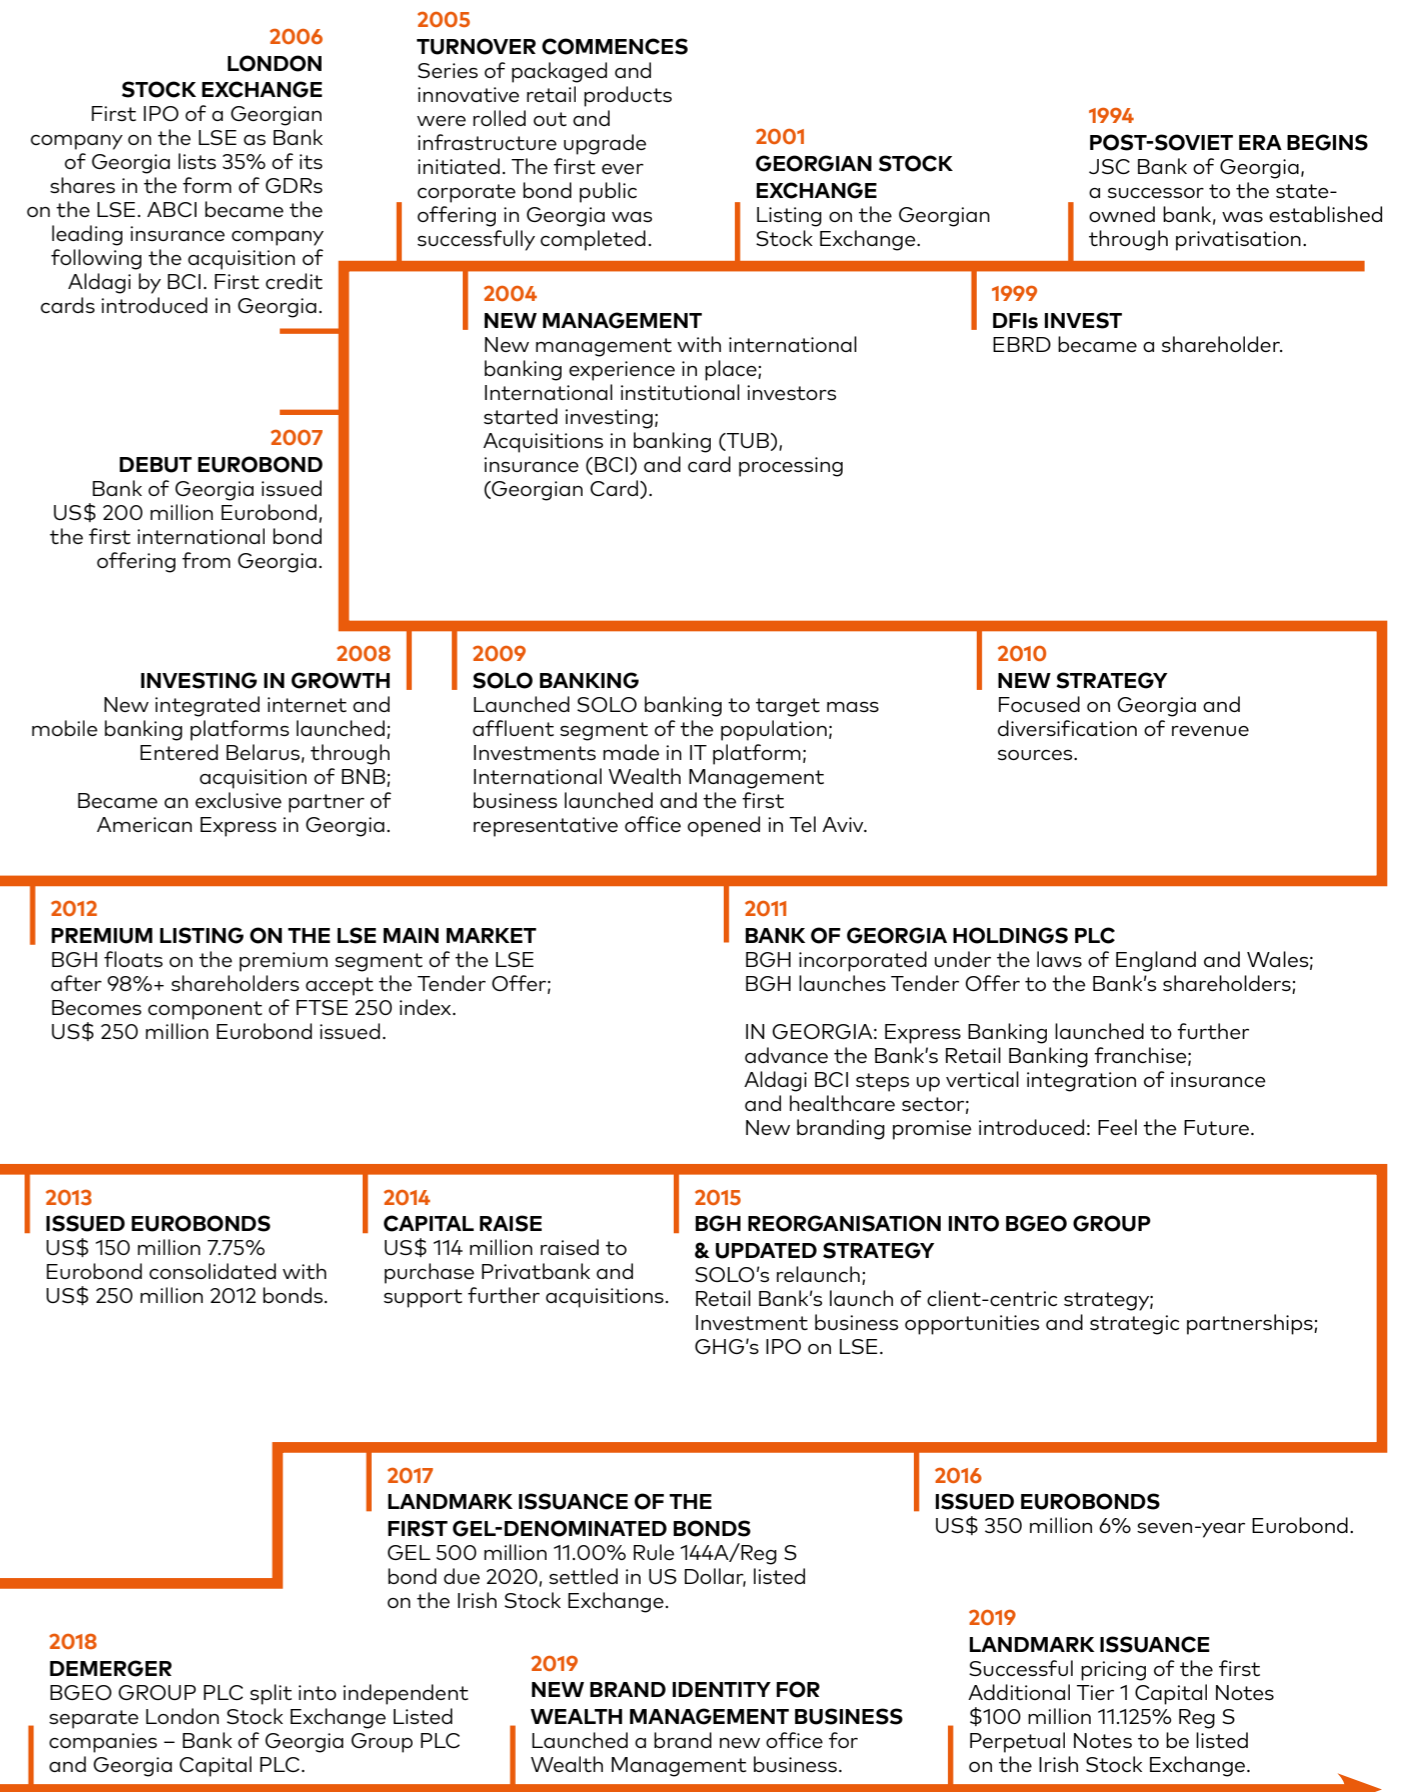 1994
POST-SOVIET ERA BEGINS
JSC Bank of Georgia,
a successor to the state-
owned bank, was established
through privatisation.
1999
DFIs INVEST
EBRD became a shareholder.
2001
GEORGIAN STOCK
EXCHANGE
Listing on the Georgian
Stock Exchange.
2004
NEW MANAGEMENT
New management with international
banking experience in place;
International institutional investors
started investing;
Acquisitions in banking (TUB),
insurance (BCI) and card processing
(Georgian Card).
2005
TURNOVER COMMENCES
Series of packaged and
innovative retail products
were rolled out and
infrastructure upgrade
initiated. The first ever
corporate bond public
offering in Georgia was
successfully completed.
2006
LONDON
STOCK EXCHANGE
First IPO of a Georgian
company on the LSE as Bank
of Georgia lists 35% of its
shares in the form of GDRs
on the LSE. ABCI became the
leading insurance company
following the acquisition of
Aldagi by BCI. First credit
cards introduced in Georgia.
2007
DEBUT EUROBOND
Bank of Georgia issued
US$ 200 million Eurobond,
the first international bond
offering from Georgia.
2008
INVESTING IN GROWTH
New integrated internet and
mobile banking platforms launched;
Entered Belarus, through
acquisition of BNB;
Became an exclusive partner of
American Express in Georgia.
2009
SOLO BANKING
Launched SOLO banking to target mass
affluent segment of the population;
Investments made in IT platform;
International Wealth Management
business launched and the first
representative office opened in Tel Aviv.
2010
NEW STRATEGY
Focused on Georgia and
diversification of revenue
sources.
2011
BANK OF GEORGIA HOLDINGS PLC
BGH incorporated under the laws of England and Wales;
BGH launches Tender Offer to the Bank's shareholders;
IN GEORGIA: Express Banking launched to further
advance the Bank's Retail Banking franchise;
Aldagi BCI steps up vertical integration of insurance
and healthcare sector;
New branding promise introduced: Feel the Future.
2012
PREMIUM LISTING ON THE LSE MAIN MARKET
BGH floats on the premium segment of the LSE
after 98%+ shareholders accept the Tender Offer;
Becomes component of FTSE 250 index.
US$ 250 million Eurobond issued.
2013
ISSUED EUROBONDS
US$ 150 million 7.75%
Eurobond consolidated with
US$ 250 million 2012 bonds.
2014
CAPITAL RAISE
US$ 114 million raised to
purchase Privatbank and
support further acquisitions.
2015
BGH REORGANISATION INTO BGEO GROUP
& UPDATED STRATEGY
SOLO's relaunch;
Retail Bank's launch of client-centric strategy;
Investment business opportunities and strategic partnerships;
GHG's IPO on LSE.
2016
ISSUED EUROBONDS
US$ 350 million 6% seven-year Eurobond.
2017
LANDMARK ISSUANCE OF THE
FIRST GEL-DENOMINATED BONDS
GEL 500 million 11.00% Rule 144A/Reg S
bond due 2020, settled in US Dollar, listed
on the Irish Stock Exchange.
2018
DEMERGER
BGEO GROUP PLC split into independent
separate London Stock Exchange Listed
companies – Bank of Georgia Group PLC
and Georgia Capital PLC.
2019
NEW BRAND IDENTITY FOR
WEALTH MANAGEMENT BUSINESS
Launched a brand new office for
Wealth Management business.
2019
LANDMARK ISSUANCE
Successful pricing of the first
Additional Tier 1 Capital Notes
$100 million 11.125% Reg S
Perpetual Notes to be listed
on the Irish Stock Exchange.